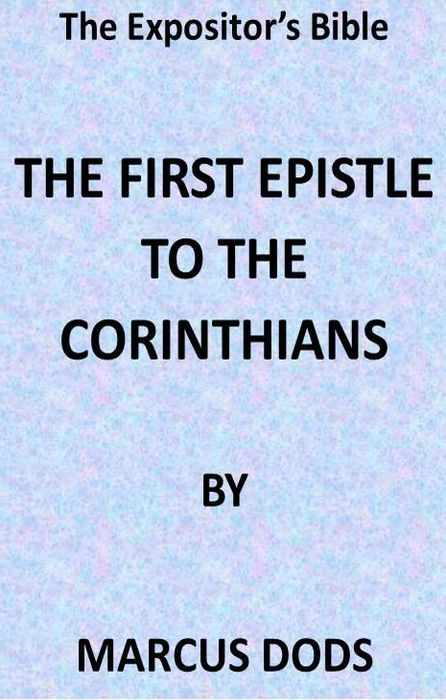 The Expositor’s Bible
THE FIRST EPISTLE
TO THE
CORINTHIANS
BY
MARCUS DODS